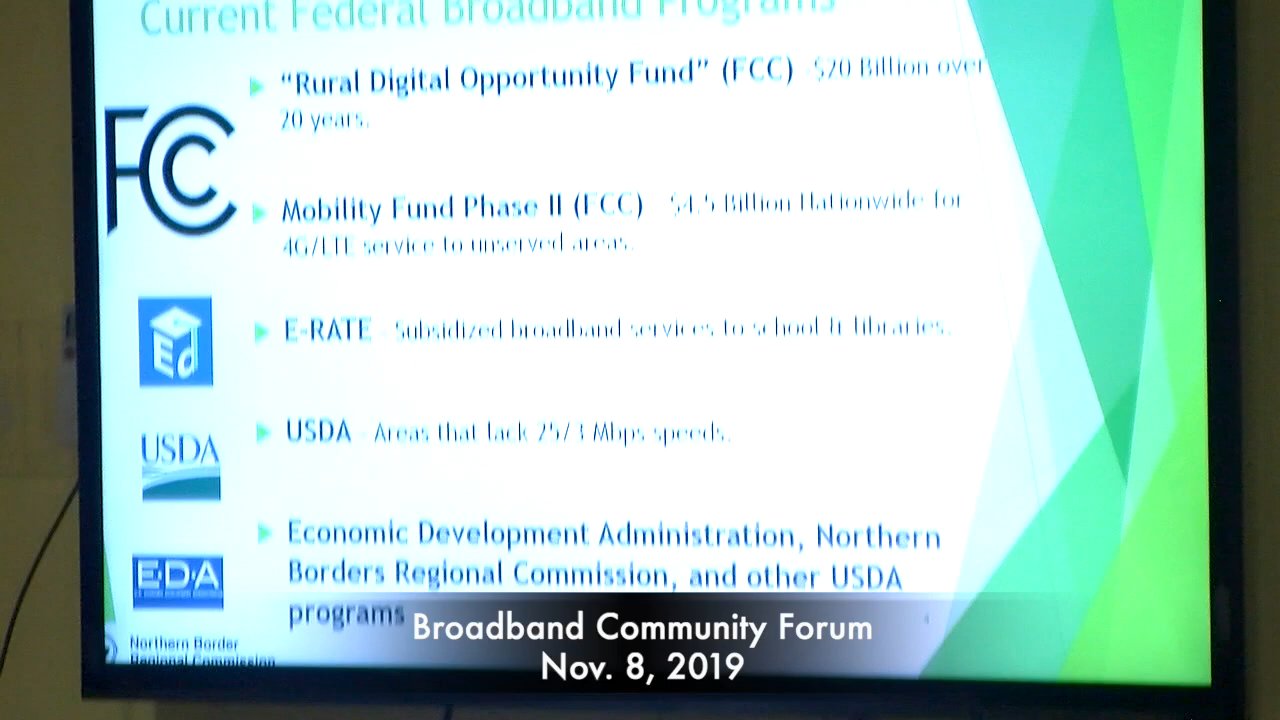 Current Federal Broadband Programs
"Rural Digital Opportunity Fund" (FCC) -$20 Billion over
20 years.
FCC
Mobility Fund Phase II (FCC) - $4.5 Billion Nationwide for
4G/LTE service to unserved areas.
Ed
E-RATE - Subsidized broadband services to school & libraries.
USDA
USDA - Areas that lack 25/3 Mbps speeds.
Economic Development Administration, Northern
Borders Regional Commission, and other USDA
programs
EDA
Northern Border
Regional Commission
Broadband Community Forum
Nov. 8, 2019